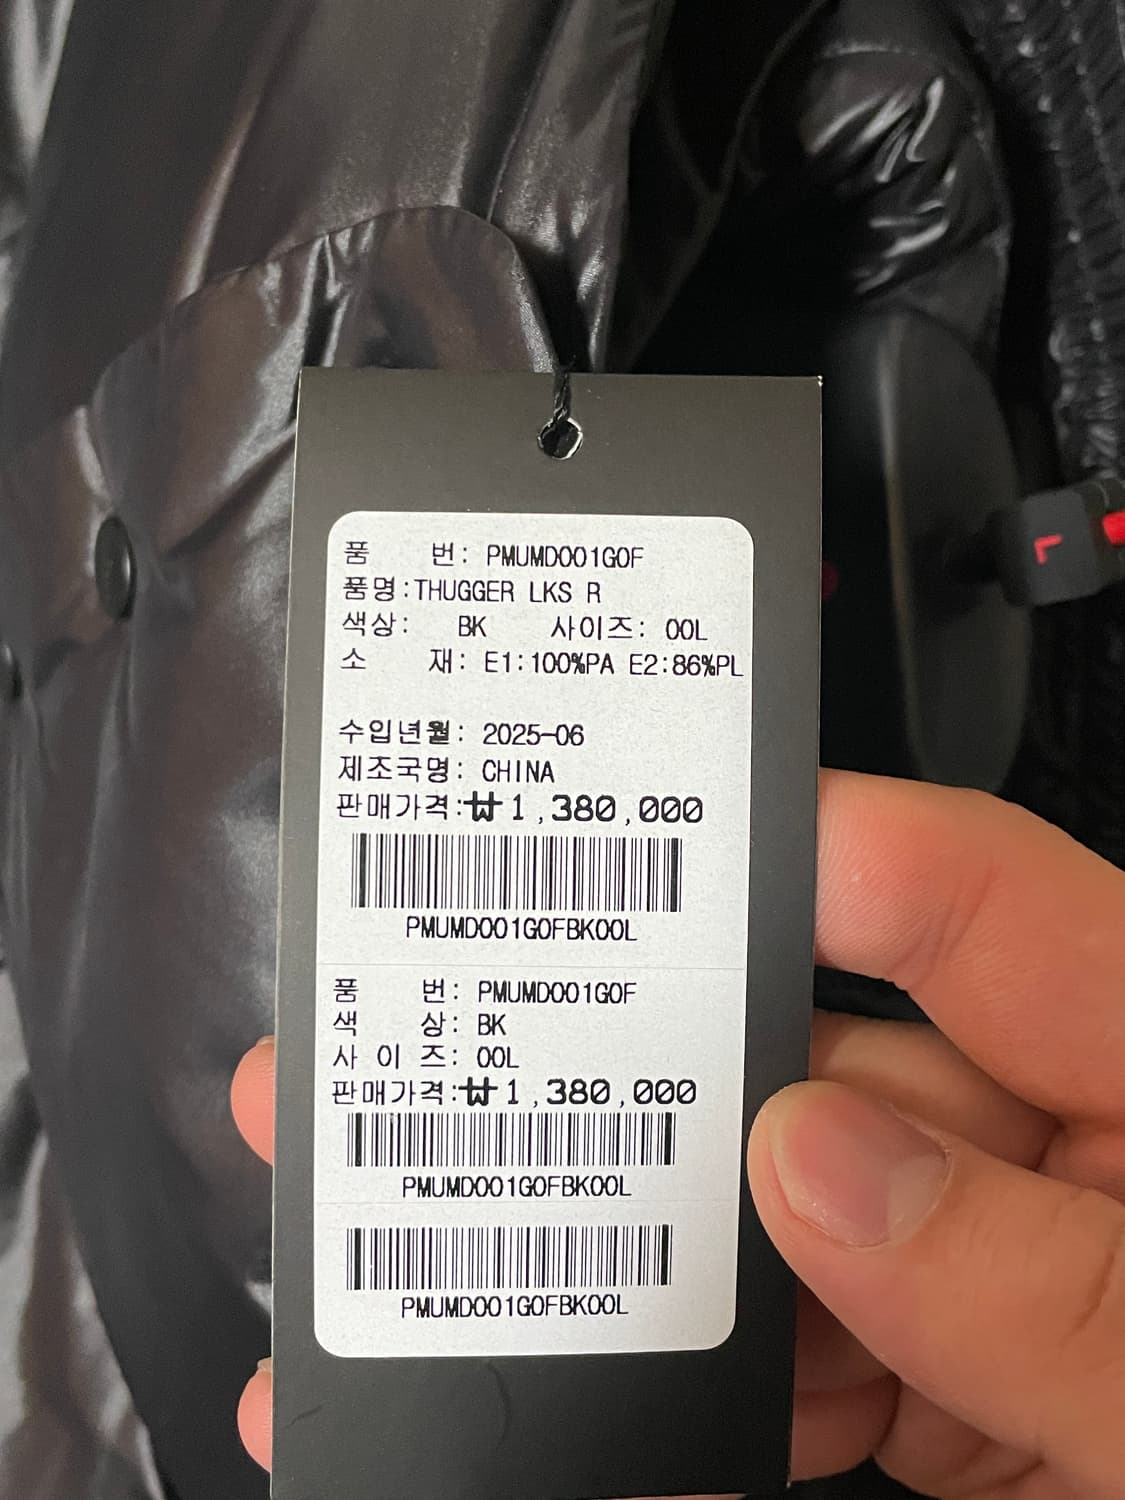 품 번: PMUMD001G0F
품명:THUGGER LKS R
색상: BK 사이즈: 00L
소 재: E1:100%PA E2:86%PL
수입년월: 2025-06
제조국명: CHINA
판매가격:₩1,380,000
PMUMD001G0FBK00L
품 번: PMUMD001G0F
색 상: BK
사 이 즈: 00L
판매가격:₩1,380,000
PMUMD001G0FBK00L
PMUMD001G0FBK00L
L